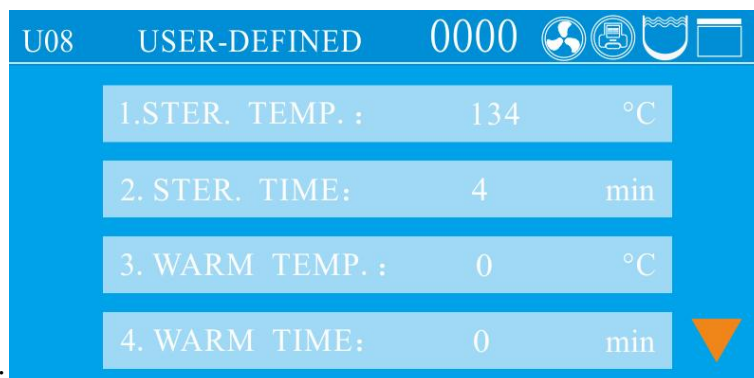 U08 USER-DEFINED 0000
1.STER. TEMP.： 134 °C
2. STER. TIME： 4 min
3. WARM TEMP.： 0 °C
4. WARM TIME： 0 min
.